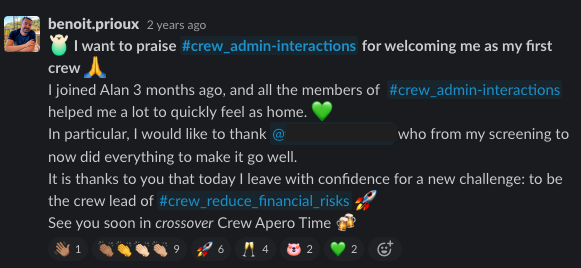 benoit.prioux 2 years ago
I want to praise #crew_admin-interactions for welcoming me as my first
crew
I joined Alan 3 months ago, and all the members of #crew_admin-interactions
helped me a lot to quickly feel as home.
In particular, I would like to thank @ who from my screening to
now did everything to make it go well.
It is thanks to you that today I leave with confidence for a new challenge: to be
the crew lead of #crew_reduce_financial_risks
See you soon in crossover Crew Apero Time
1 9 6 4 2 2